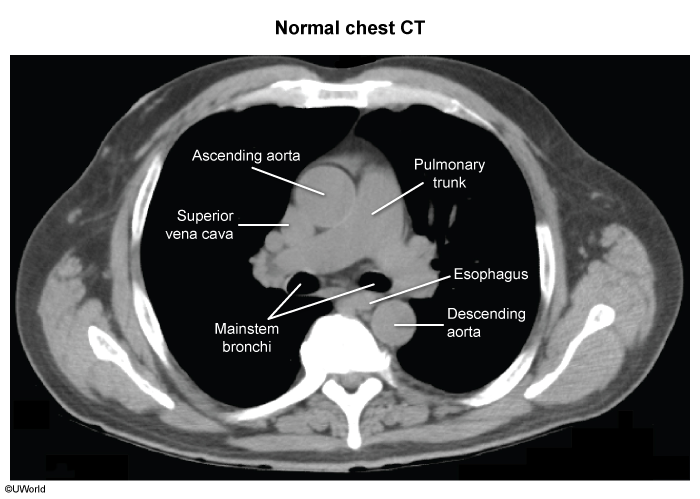 Normal chest CT
Ascending aorta
Pulmonary
trunk
Superior
vena cava
Esophagus
Mainstem
bronchi
Descending
aorta
©UWorld